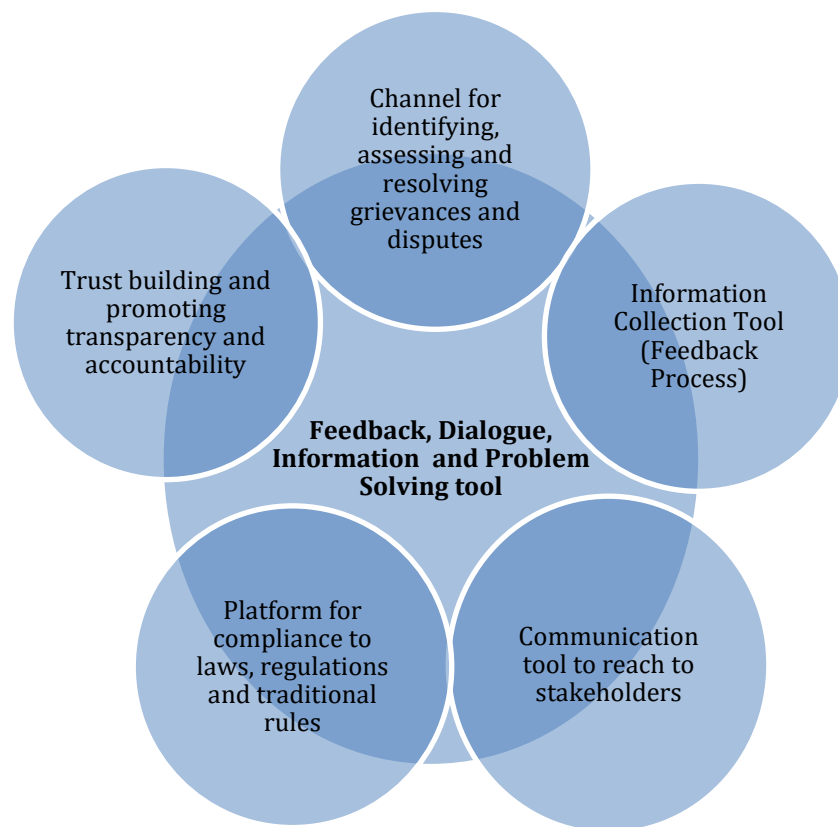 Channel for
identifying,
assessing and
resolving
grievances and
disputes
Trust building and
promoting
transparency and
accountability
Information
Collection Tool
(Feedback
Process)
Feedback, Dialogue,
Information and Problem
Solving tool
Platform for
compliance to
laws, regulations
and traditional
rules
Communication
tool to reach to
stakeholders